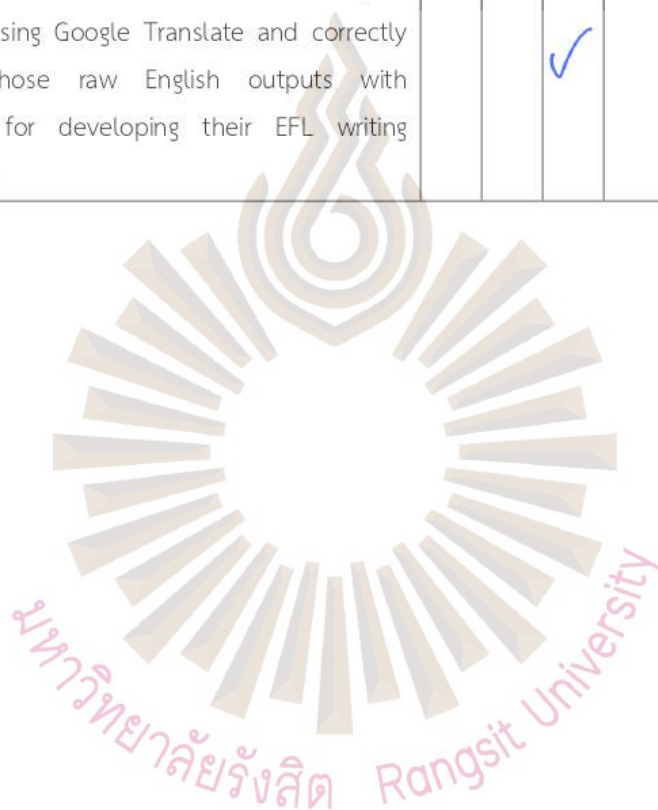 sing Google Translate and correctly
hose raw English outputs with
for developing their EFL writing
มหาวิทยาลัยรังสิต Rangsit University